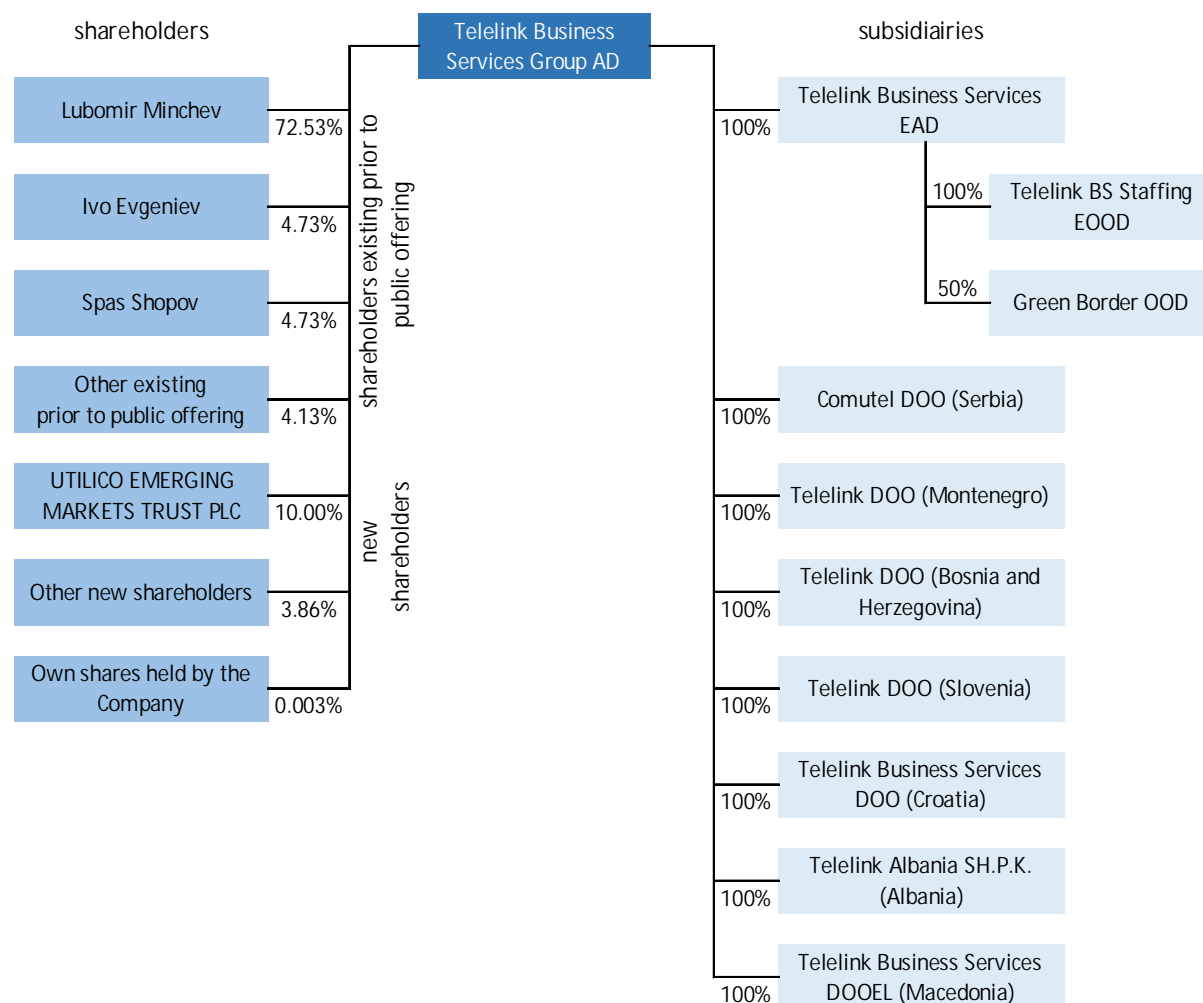 shareholders
Telelink Business
Services Group AD
subsidiairies
Lubomir Minchev
72.53%
Ivo Evgeniev
4.73%
Spas Shopov
4.73%
Other existing
prior to public offering
4.13%
shareholders existing prior to
public offering
UTILICO EMERGING
MARKETS TRUST PLC
10.00%
Other new shareholders
3.86%
Own shares held by the
Company
0.003%
new
shareholders
Telelink Business Services
EAD
100%
100%
Telelink BS Staffing
EOOD
50%
Green Border OOD
Comutel DOO (Serbia)
100%
Telelink DOO (Montenegro)
100%
Telelink DOO (Bosnia and
Herzegovina)
100%
Telelink DOO (Slovenia)
100%
Telelink Business Services
DOO (Croatia)
100%
Telelink Albania SH.P.K.
(Albania)
100%
Telelink Business Services
DOOEL (Macedonia)
100%